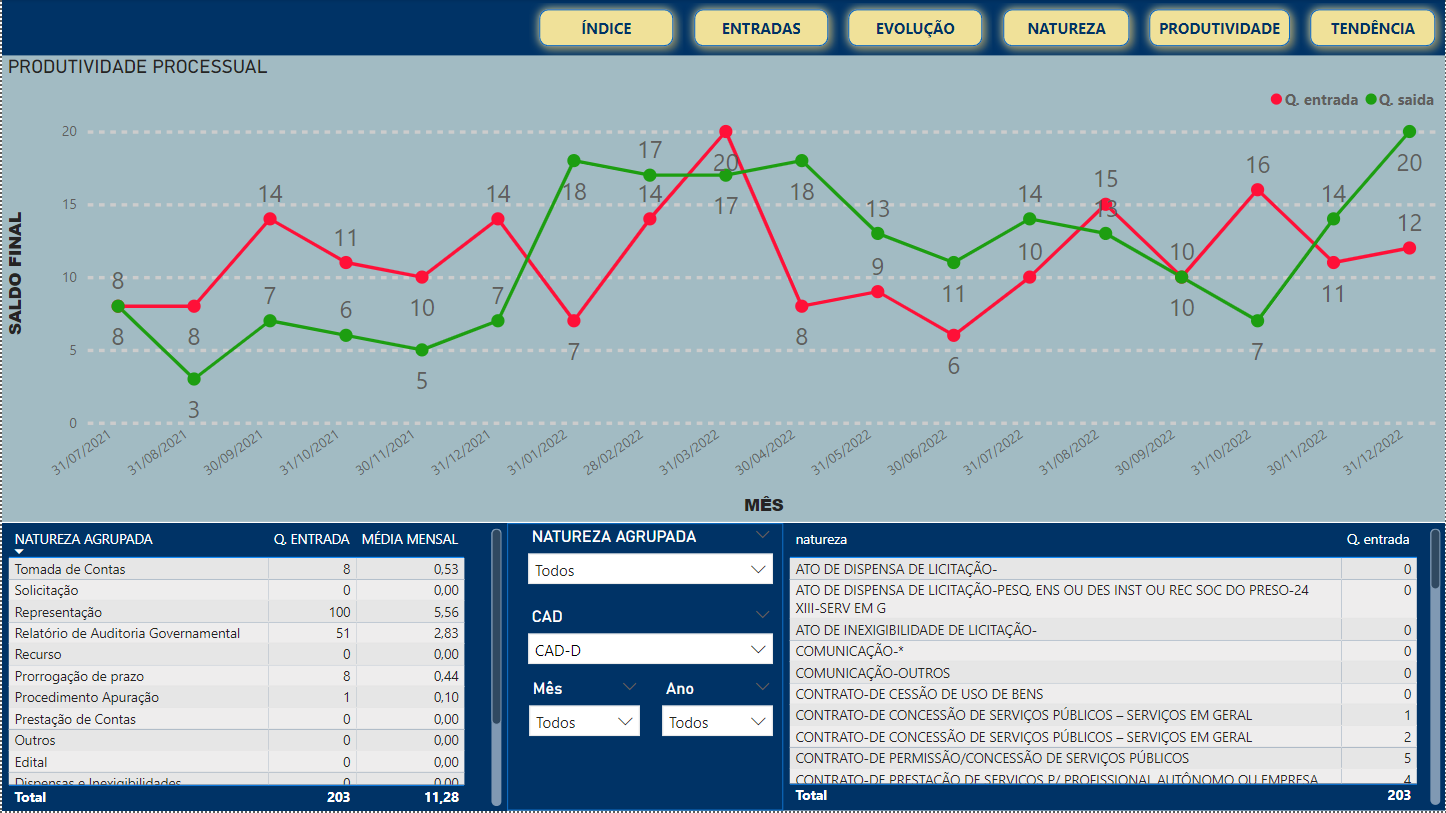 ÍNDICE ENTRADAS EVOLUÇÃO NATUREZA PRODUTIVIDADE TENDÊNCIA
PRODUTIVIDADE PROCESSUAL
Q. entrada Q. saida
SALDO FINAL
20
15
10
5
0
8 8 14 11 10 14 7 14 20 8 9 6 10 15 10 16 11 12
8 3 7 6 5 7 18 17 17 18 13 11 14 13 10 7 14 20
31/07/2021 31/08/2021 30/09/2021 31/10/2021 30/11/2021 31/12/2021 31/01/2022 28/02/2022 31/03/2022 30/04/2022 31/05/2022 30/06/2022 31/07/2022 31/08/2022 30/09/2022 31/10/2022 30/11/2022 31/12/2022
MÊS
NATUREZA AGRUPADA Q. ENTRADA MÉDIA MENSAL
Tomada de Contas 8 0,53
Solicitação 0 0,00
Representação 100 5,56
Relatório de Auditoria Governamental 51 2,83
Recurso 0 0,00
Prorrogação de prazo 8 0,44
Procedimento Apuração 1 0,10
Prestação de Contas 0 0,00
Outros 0 0,00
Edital 0 0,00
Dispensas e Inexigibilidades 0 0,00
Total 203 11,28
NATUREZA AGRUPADA
Todos
CAD
CAD-D
Mês Ano
Todos Todos
natureza Q. entrada
ATO DE DISPENSA DE LICITAÇÃO- 0
ATO DE DISPENSA DE LICITAÇÃO-PESQ, ENS OU DES INST OU REC SOC DO PRESO-24 0
XIII-SERV EM G
ATO DE INEXIGIBILIDADE DE LICITAÇÃO- 0
COMUNICAÇÃO-* 0
COMUNICAÇÃO-OUTROS 0
CONTRATO-DE CESSÃO DE USO DE BENS 0
CONTRATO-DE CONCESSÃO DE SERVIÇOS PÚBLICOS – SERVIÇOS EM GERAL 1
CONTRATO-DE CONCESSÃO DE SERVIÇOS PÚBLICOS – SERVIÇOS EM GERAL 2
CONTRATO-DE PERMISSÃO/CONCESSÃO DE SERVIÇOS PÚBLICOS 5
CONTRATO-DE PRESTAÇÃO DE SERVIÇOS P/ PROFISSIONAL AUTÔNOMO OU EMPRESA 4
Total 203